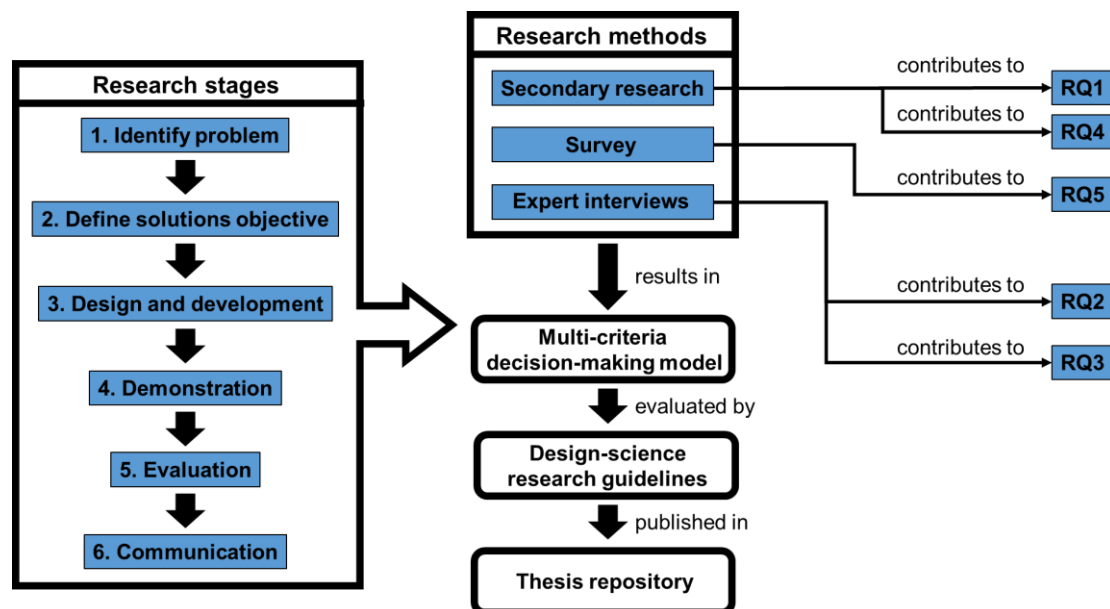 Research stages
1. Identify problem
2. Define solutions objective
3. Design and development
4. Demonstration
5. Evaluation
6. Communication
Research methods
Secondary research
Survey
Expert interviews
contributes to
RQ1
contributes to
RQ4
contributes to
RQ5
contributes to
RQ2
contributes to
RQ3
results in
Multi-criteria
decision-making model
evaluated by
Design-science
research guidelines
published in
Thesis repository